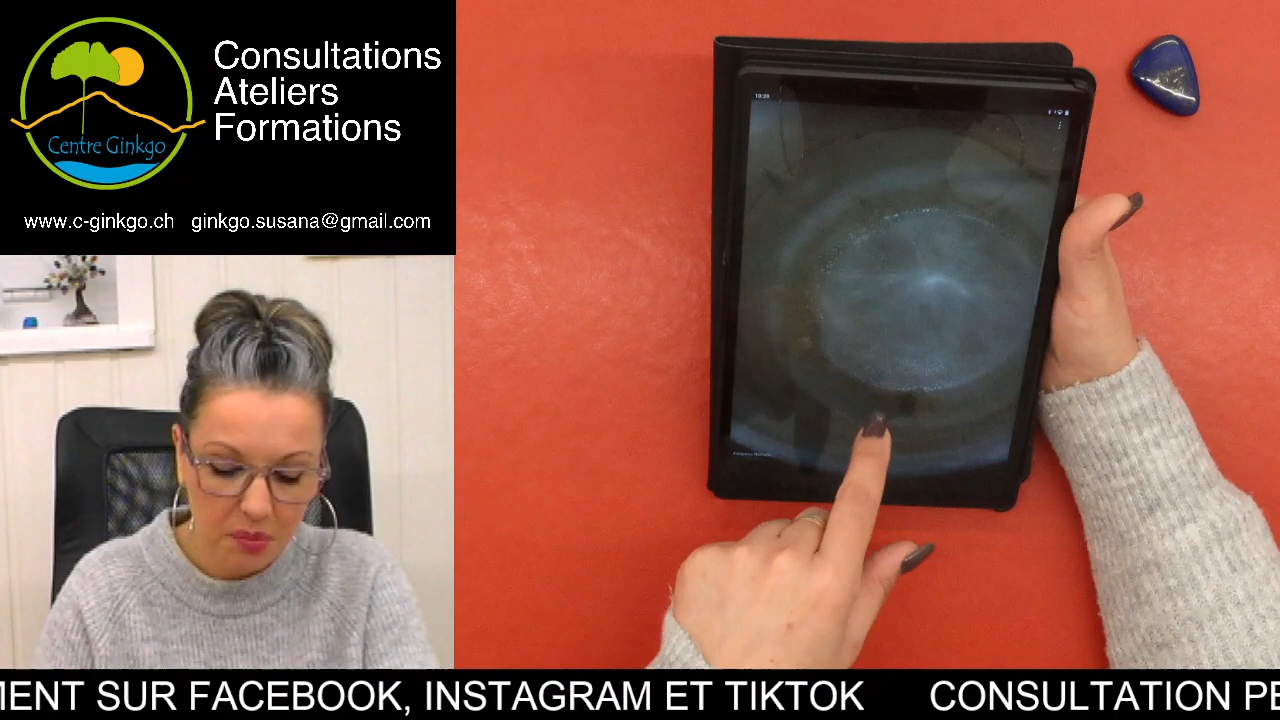 Consultations
Ateliers
Formations
Centre Ginkgo
www.c-ginkgo.ch ginkgo.susana@gmail.com
MENT SUR FACEBOOK, INSTAGRAM ET TIKTOK CONSULTATION PE